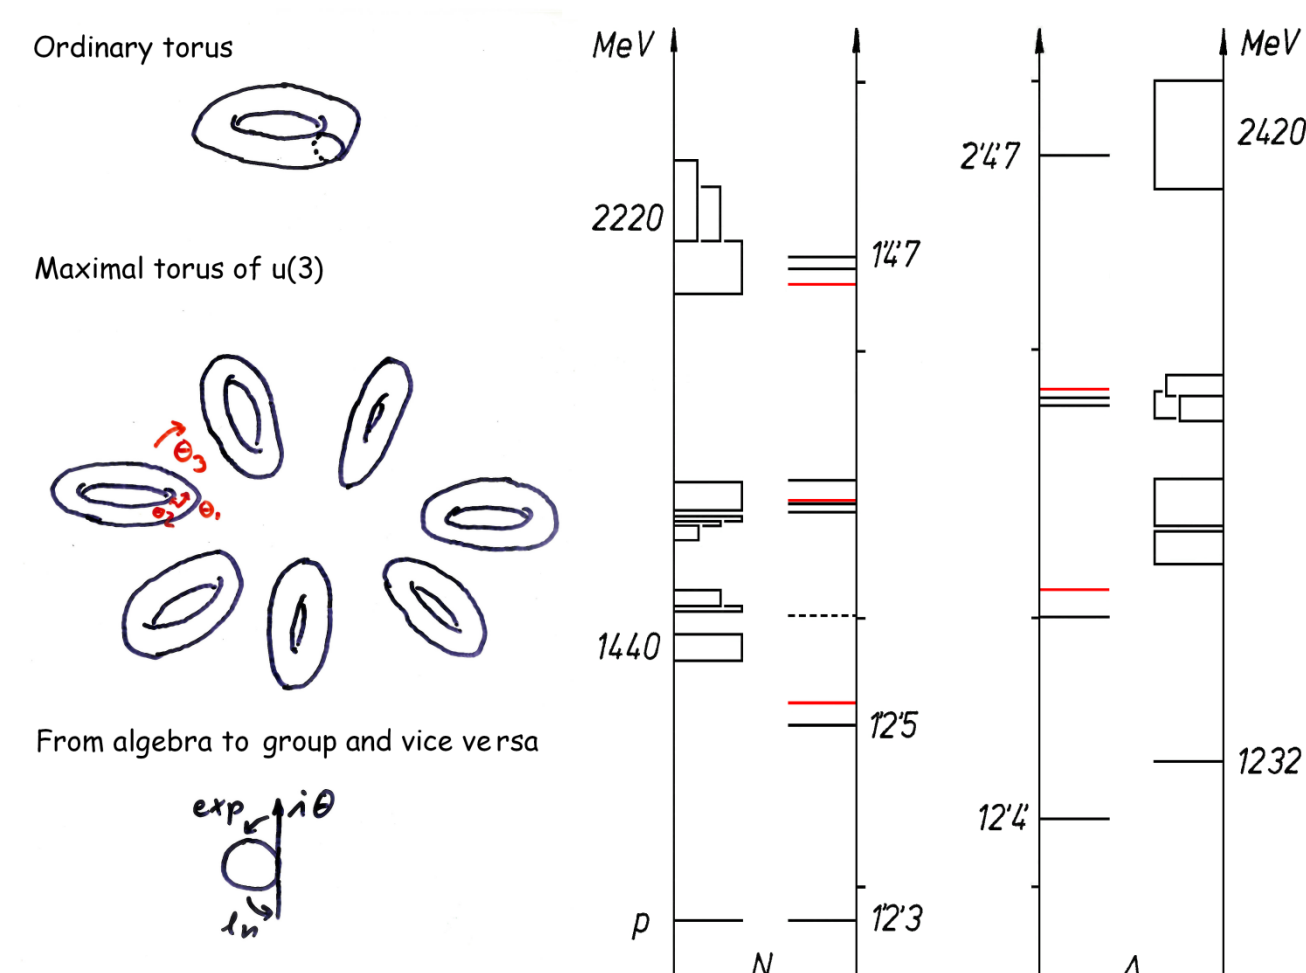 Ordinary torus
Maximal torus of u(3)
θ3
θ2 θ1
From algebra to group and vice versa
exp iθ
ln
MeV
2220
1440
p
1'4'7
1'2'5
1'2'3
N
2'4'7
12'4'
MeV
2420
1232
Δ